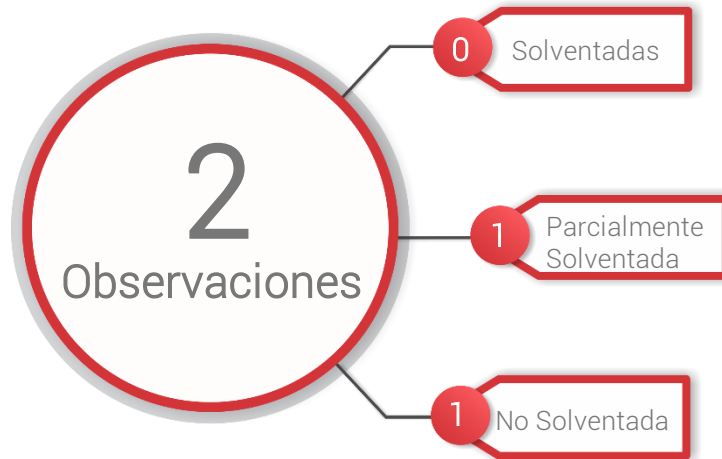 2
Observaciones
0
Solventadas
1
Parcialmente
Solventada
1
No Solventada